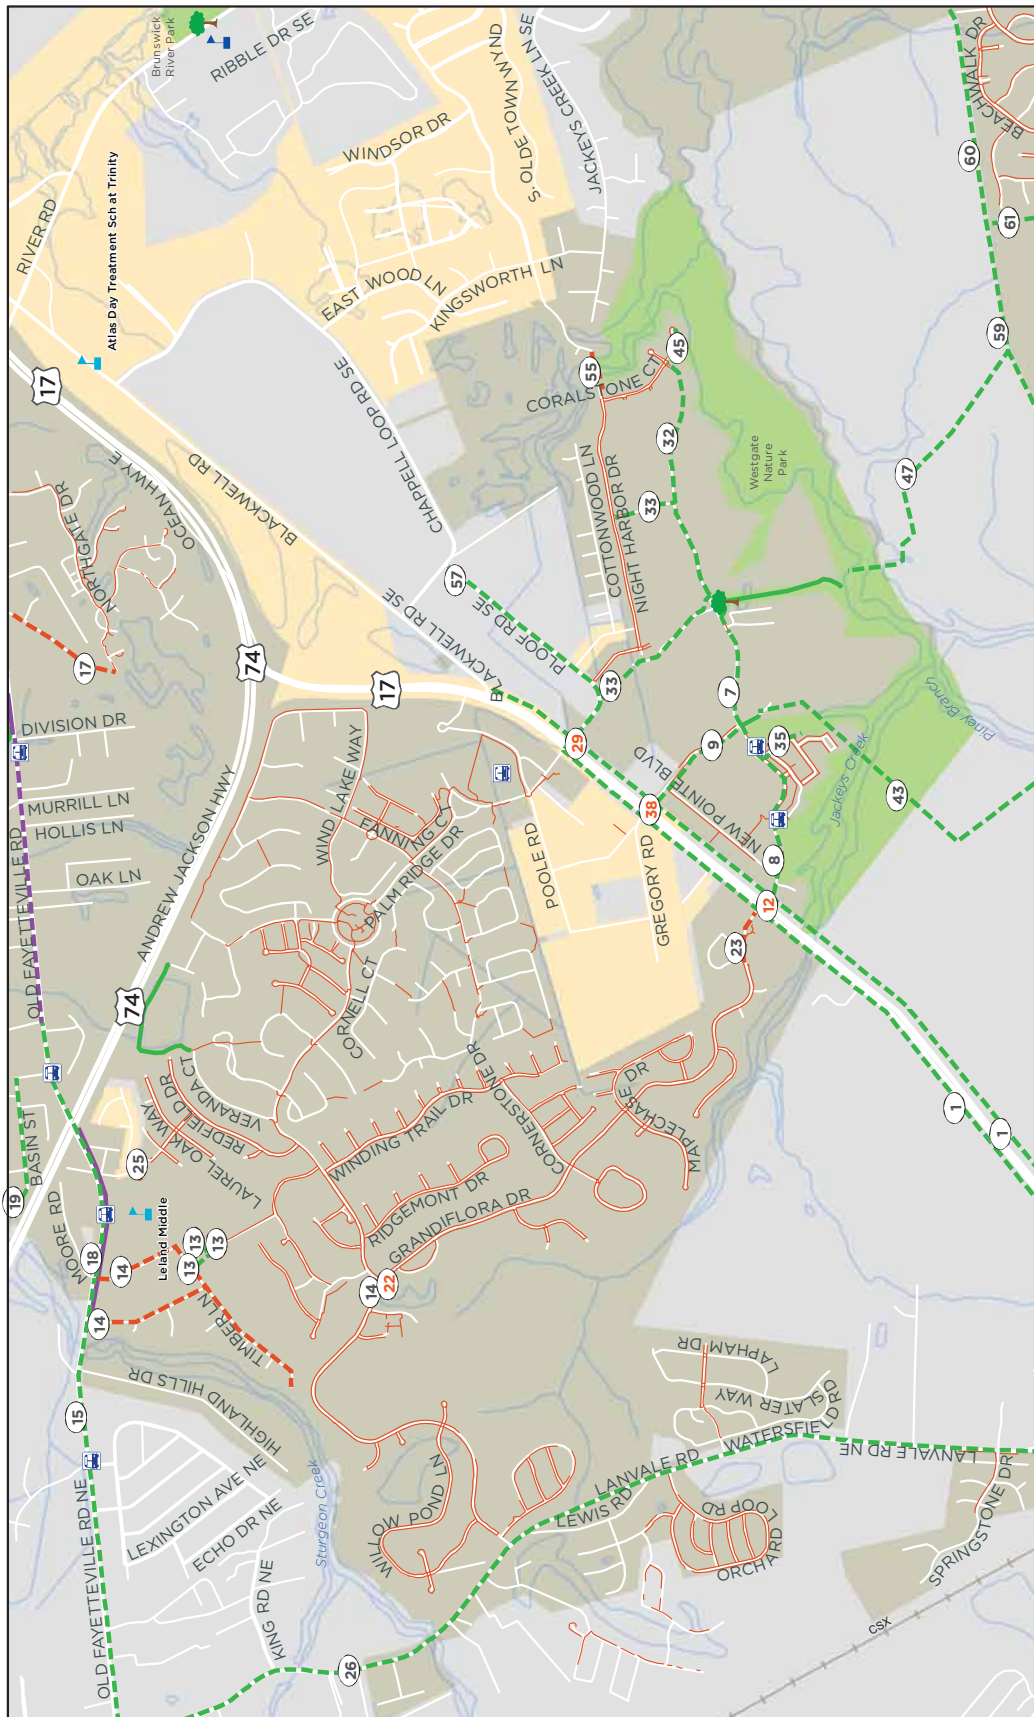 Brunswick
River Park
RIBBLE DR SE
RIVER RD
Atlas Day Treatment Sch at Trinity
WINDSOR DR
S. OLDE TOWN WYND
JACKEYS CREEK LN SE
BEACHWALK DR
60
61
EAST WOOD LN
KINGSWORTH LN
59
17
CHAPPELL LOOP RD SE
55
CORALSTONE CT
45
32
Westgate
Nature
Park
47
OCEAN HWY E
NORTHGATE DR
BLACKWELL RD
COTTONWOOD LN
NIGHT HARBOR DR
33
57
BLACKWELL RD SE
PLOOF RD SE
17
74
17
33
7
DIVISION DR
29
9
35
Piney Branch
Jackeys Creek
43
MURRILL LN
HOLLIS LN
OAK LN
OLD FAYETTEVILLE RD
ANDREW JACKSON HWY
WINDLAKE WAY
FANNING CT
PALM RIDGE DR
POOLE RD
38
NEW POINTE BLVD
GREGORY RD
8
12
23
74
CORNELL CT
CORNERSTONE DR
VERANDA CT
REDFIELD DR
LAUREL OAK WAY
WINDING TRAIL DR
MAPLECHASE DR
1
1
BASIN ST
19
25
RIDGEMONT DR
GRANDIFLORA DR
MOORE RD
18
14
Leland Middle
13
13
13
14
22
14
TIMBER LN
HIGHLAND HILLS DR
15
LAPHAM DR
SLATER WAY
WATERSFIELD RD
LANVALE RD NE
LANVALE RD
LEXINGTON AVE NE
ECHO DR NE
Sturgeon Creek
WILLOW POND LN
LEWIS RD
ORCHARD LOOP RD
SPRINGSTONE DR
OLD FAYETTEVILLE RD NE
KING RD NE
26
CSX